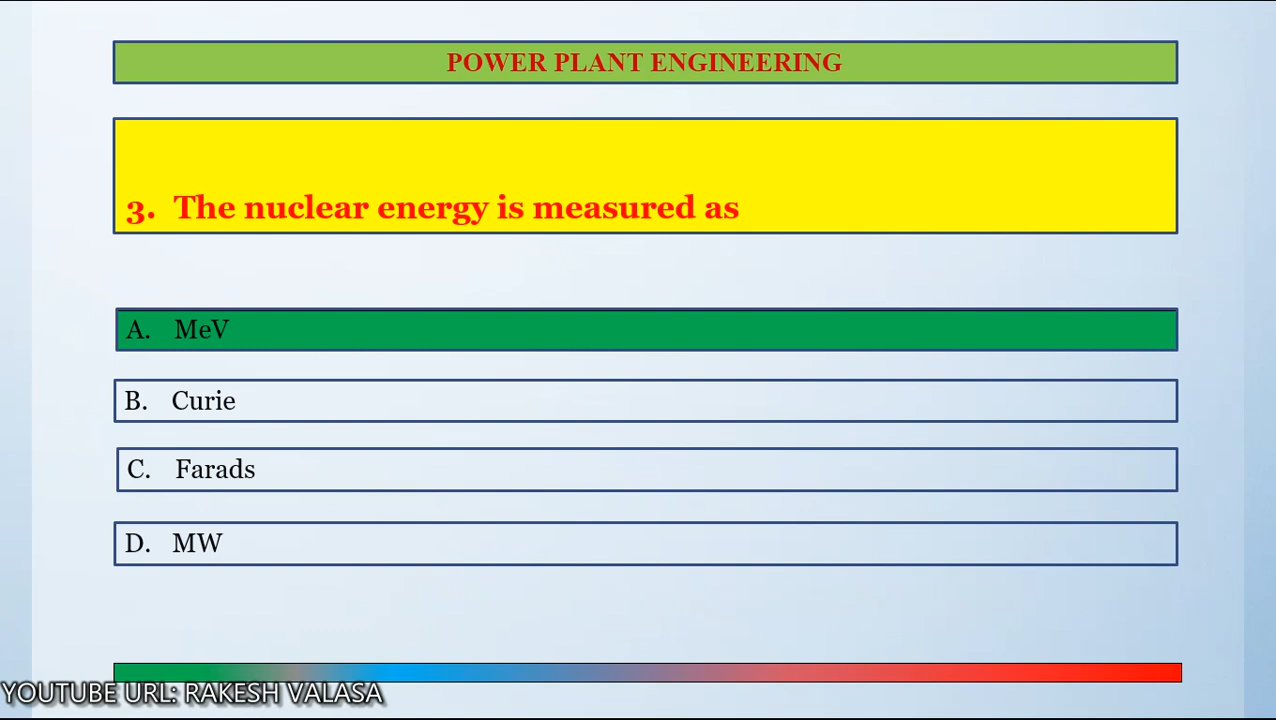 POWER PLANT ENGINEERING
3. The nuclear energy is measured as
A. MeV
B. Curie
C. Farads
D. MW
YOUTUBE URL: RAKESH VALASA